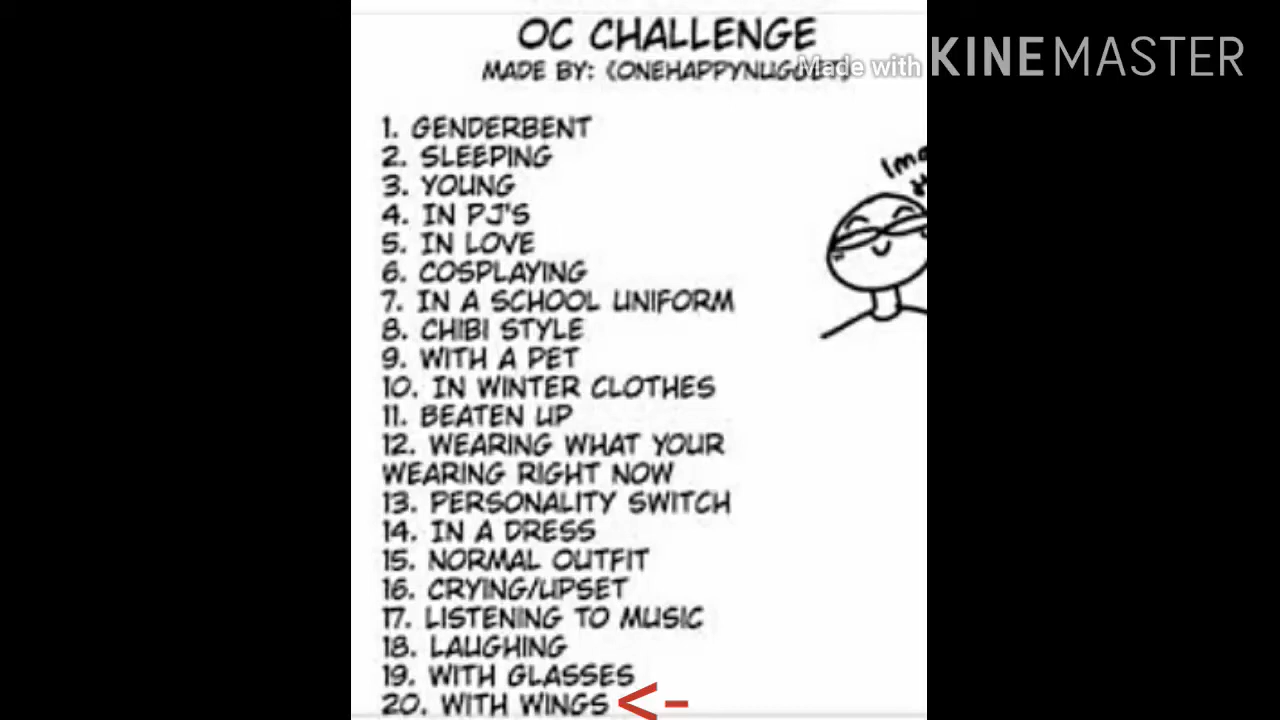 OC CHALLENGE
MADE BY: (ONEHAPPYNUGGET)
Made with KINEMASTER
1. GENDERBENT
2. SLEEPING
3. YOUNG
4. IN PJ'S
5. IN LOVE
6. COSPLAYING
7. IN A SCHOOL UNIFORM
8. CHIBI STYLE
9. WITH A PET
10. IN WINTER CLOTHES
11. BEATEN UP
12. WEARING WHAT YOUR
WEARING RIGHT NOW
13. PERSONALITY SWITCH
14. IN A DRESS
15. NORMAL OUTFIT
16. CRYING/UPSET
17. LISTENING TO MUSIC
18. LAUGHING
19. WITH GLASSES
20. WITH WINGS <-